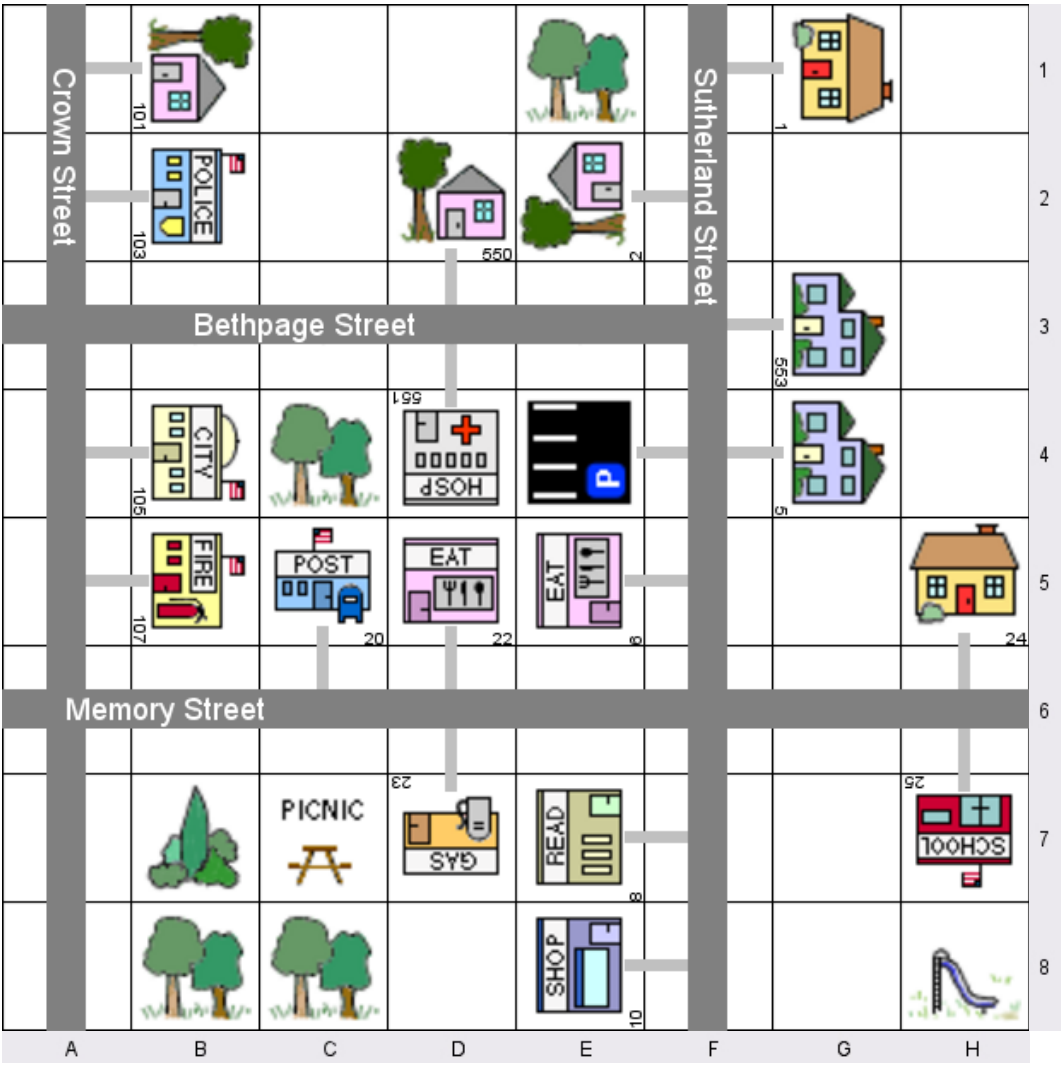 Crown Street
101
Sutherland Street
1
1
POLICE
103
550
2
2
Bethpage Street
553
3
CITY
105
551
HOSP
P
5
4
FIRE
107
POST
20
EAT
22
EAT
6
24
5
Memory Street
6
PICNIC
23
GAS
READ
8
25
SCHOOL
7
SHOP
10
8
A B C D E F G H